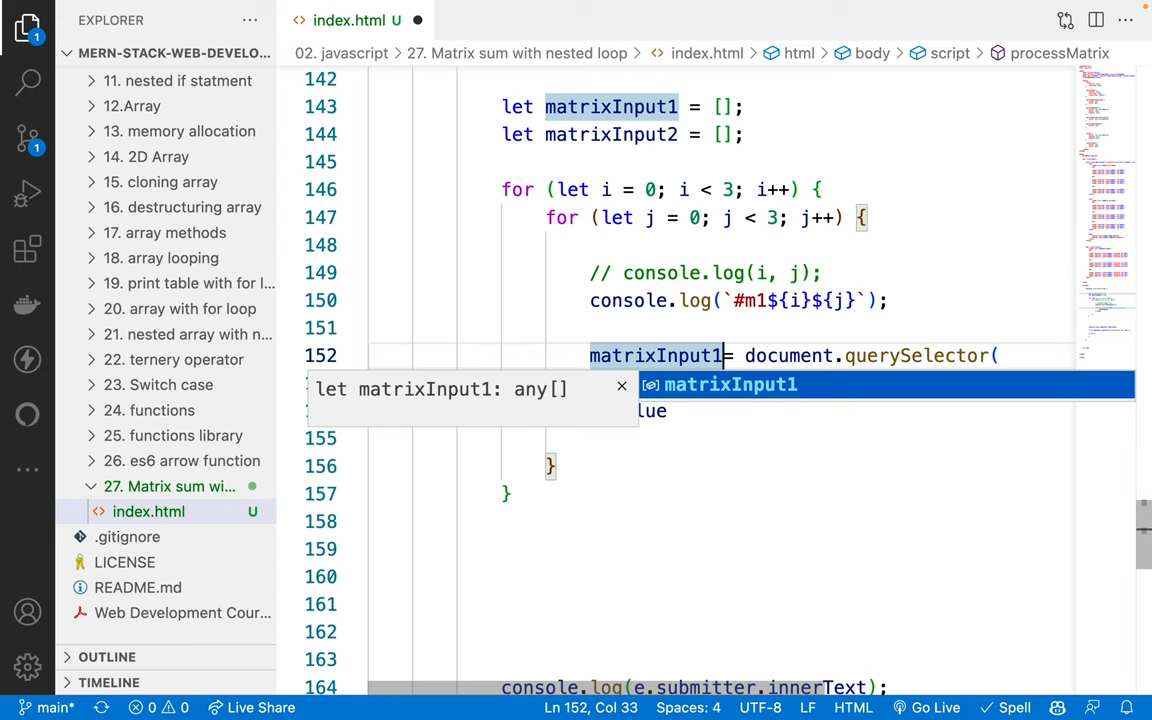 EXPLORER
index.html U
MERN-STACK-WEB-DEVELO...
02. javascript > 27. Matrix sum with nested loop > index.html > html > body > script > processMatrix
11. nested if statment
12.Array
13. memory allocation
14. 2D Array
15. cloning array
16. destructuring array
17. array methods
18. array looping
19. print table with for l...
20. array with for loop
21. nested array with n...
22. ternery operator
23. Switch case
24. functions
25. functions library
26. es6 arrow function
27. Matrix sum wi...
index.html U
.gitignore
LICENSE
README.md
Web Development Cour...
OUTLINE
TIMELINE
1
1
142
143 let matrixInput1 = [];
144 let matrixInput2 = [];
145
146 for (let i = 0; i < 3; i++) {
147 for (let j = 0; j < 3; j++) {
148
149 // console.log(i, j);
150 console.log(`#m1${i}${j}`);
151
152 matrixInput1= document.querySelector(
let matrixInput1: any[]
matrixInput1
lue
155
156 }
157 }
158
159
160
161
162
163
164 console.log(e.submitter.innerText);
main* 0 0 Live Share Ln 152, Col 33 Spaces: 4 UTF-8 LF HTML Go Live Spell